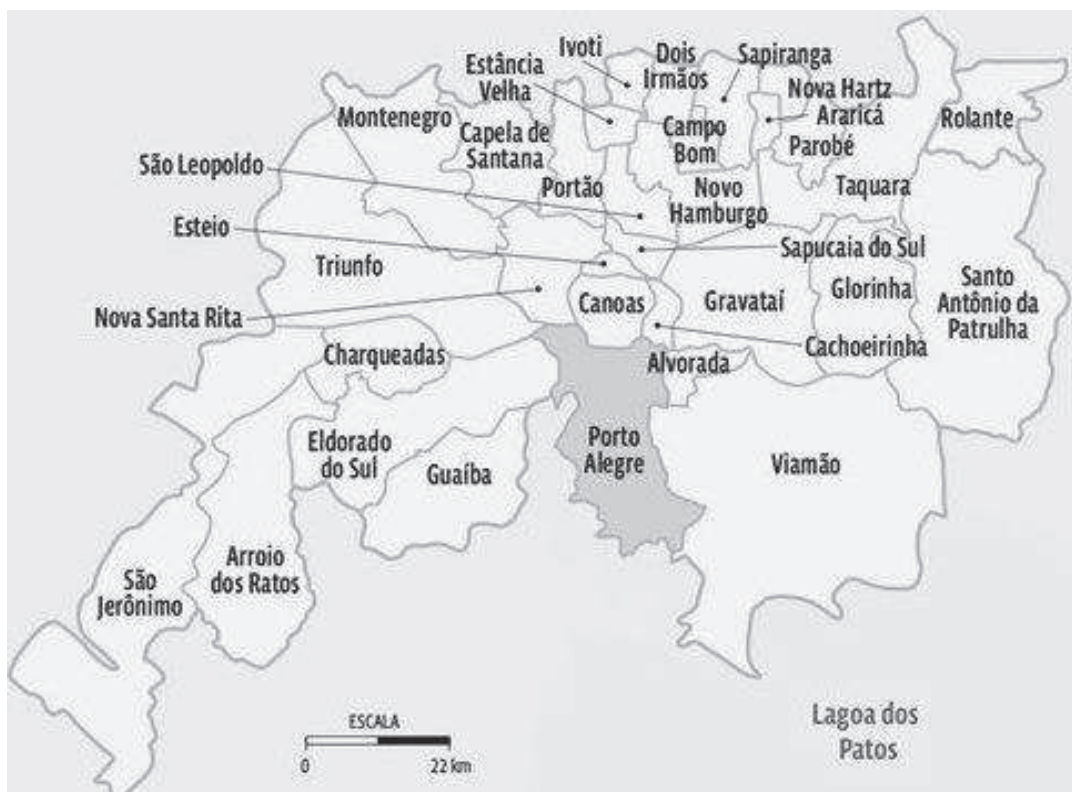 Ivoti
Dois
Irmãos
Sapiranga
Estância
Velha
Nova Hartz
Araricá
Montenegro
Capela de
Santana
Campo
Bom
Parobé
Rolante
São Leopoldo
Portão
Novo
Hamburgo
Taquara
Esteio
Sapucaia do Sul
Triunfo
Canoas
Gravataí
Glorinha
Santo
Antônio da
Patrulha
Nova Santa Rita
Cachoeirinha
Charqueadas
Alvorada
Eldorado
do Sul
Guaíba
Porto
Alegre
Viamão
Arroio
dos Ratos
São
Jerônimo
Lagoa dos
Patos
ESCALA
0 22 km